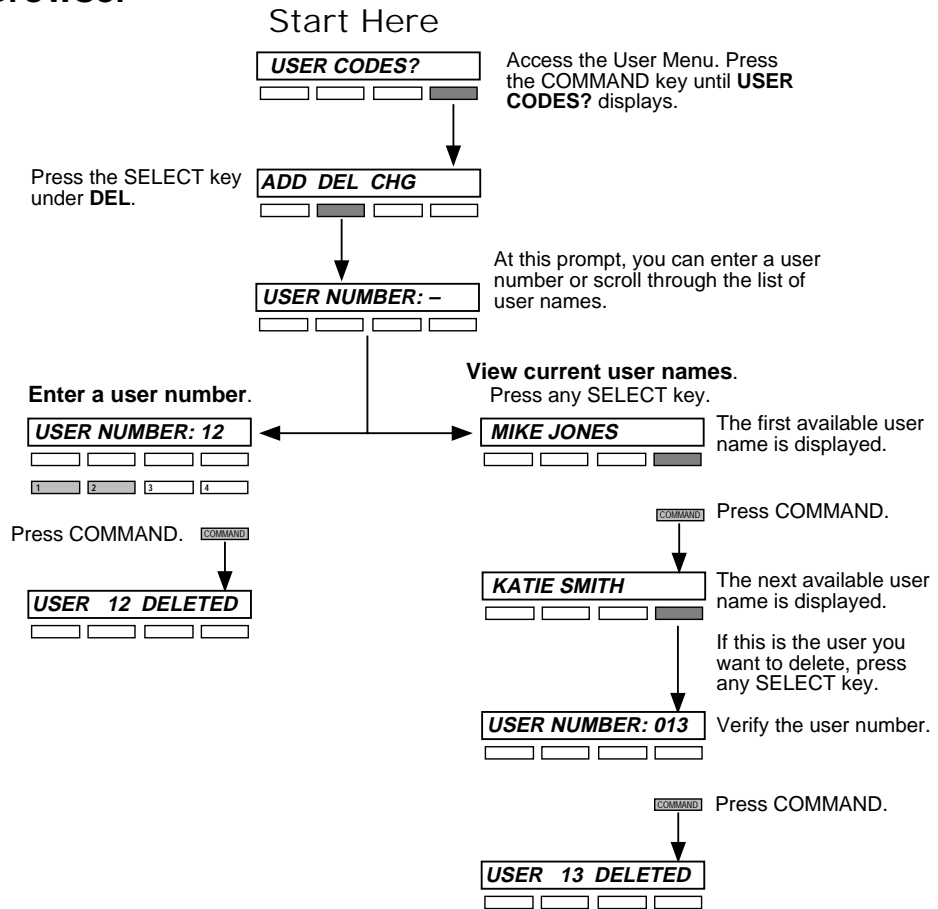 Start Here
USER CODES?
Access the User Menu. Press
the COMMAND key until USER
CODES? displays.
Press the SELECT key
under DEL.
ADD DEL CHG
At this prompt, you can enter a user
number or scroll through the list of
user names.
USER NUMBER: –
Enter a user number.
USER NUMBER: 12
1 2 3 4
Press COMMAND. COMMAND
USER 12 DELETED
View current user names.
Press any SELECT key.
MIKE JONES
The first available user
name is displayed.
COMMAND Press COMMAND.
KATIE SMITH
The next available user
name is displayed.
If this is the user you
want to delete, press
any SELECT key.
USER NUMBER: 013
Verify the user number.
COMMAND Press COMMAND.
USER 13 DELETED